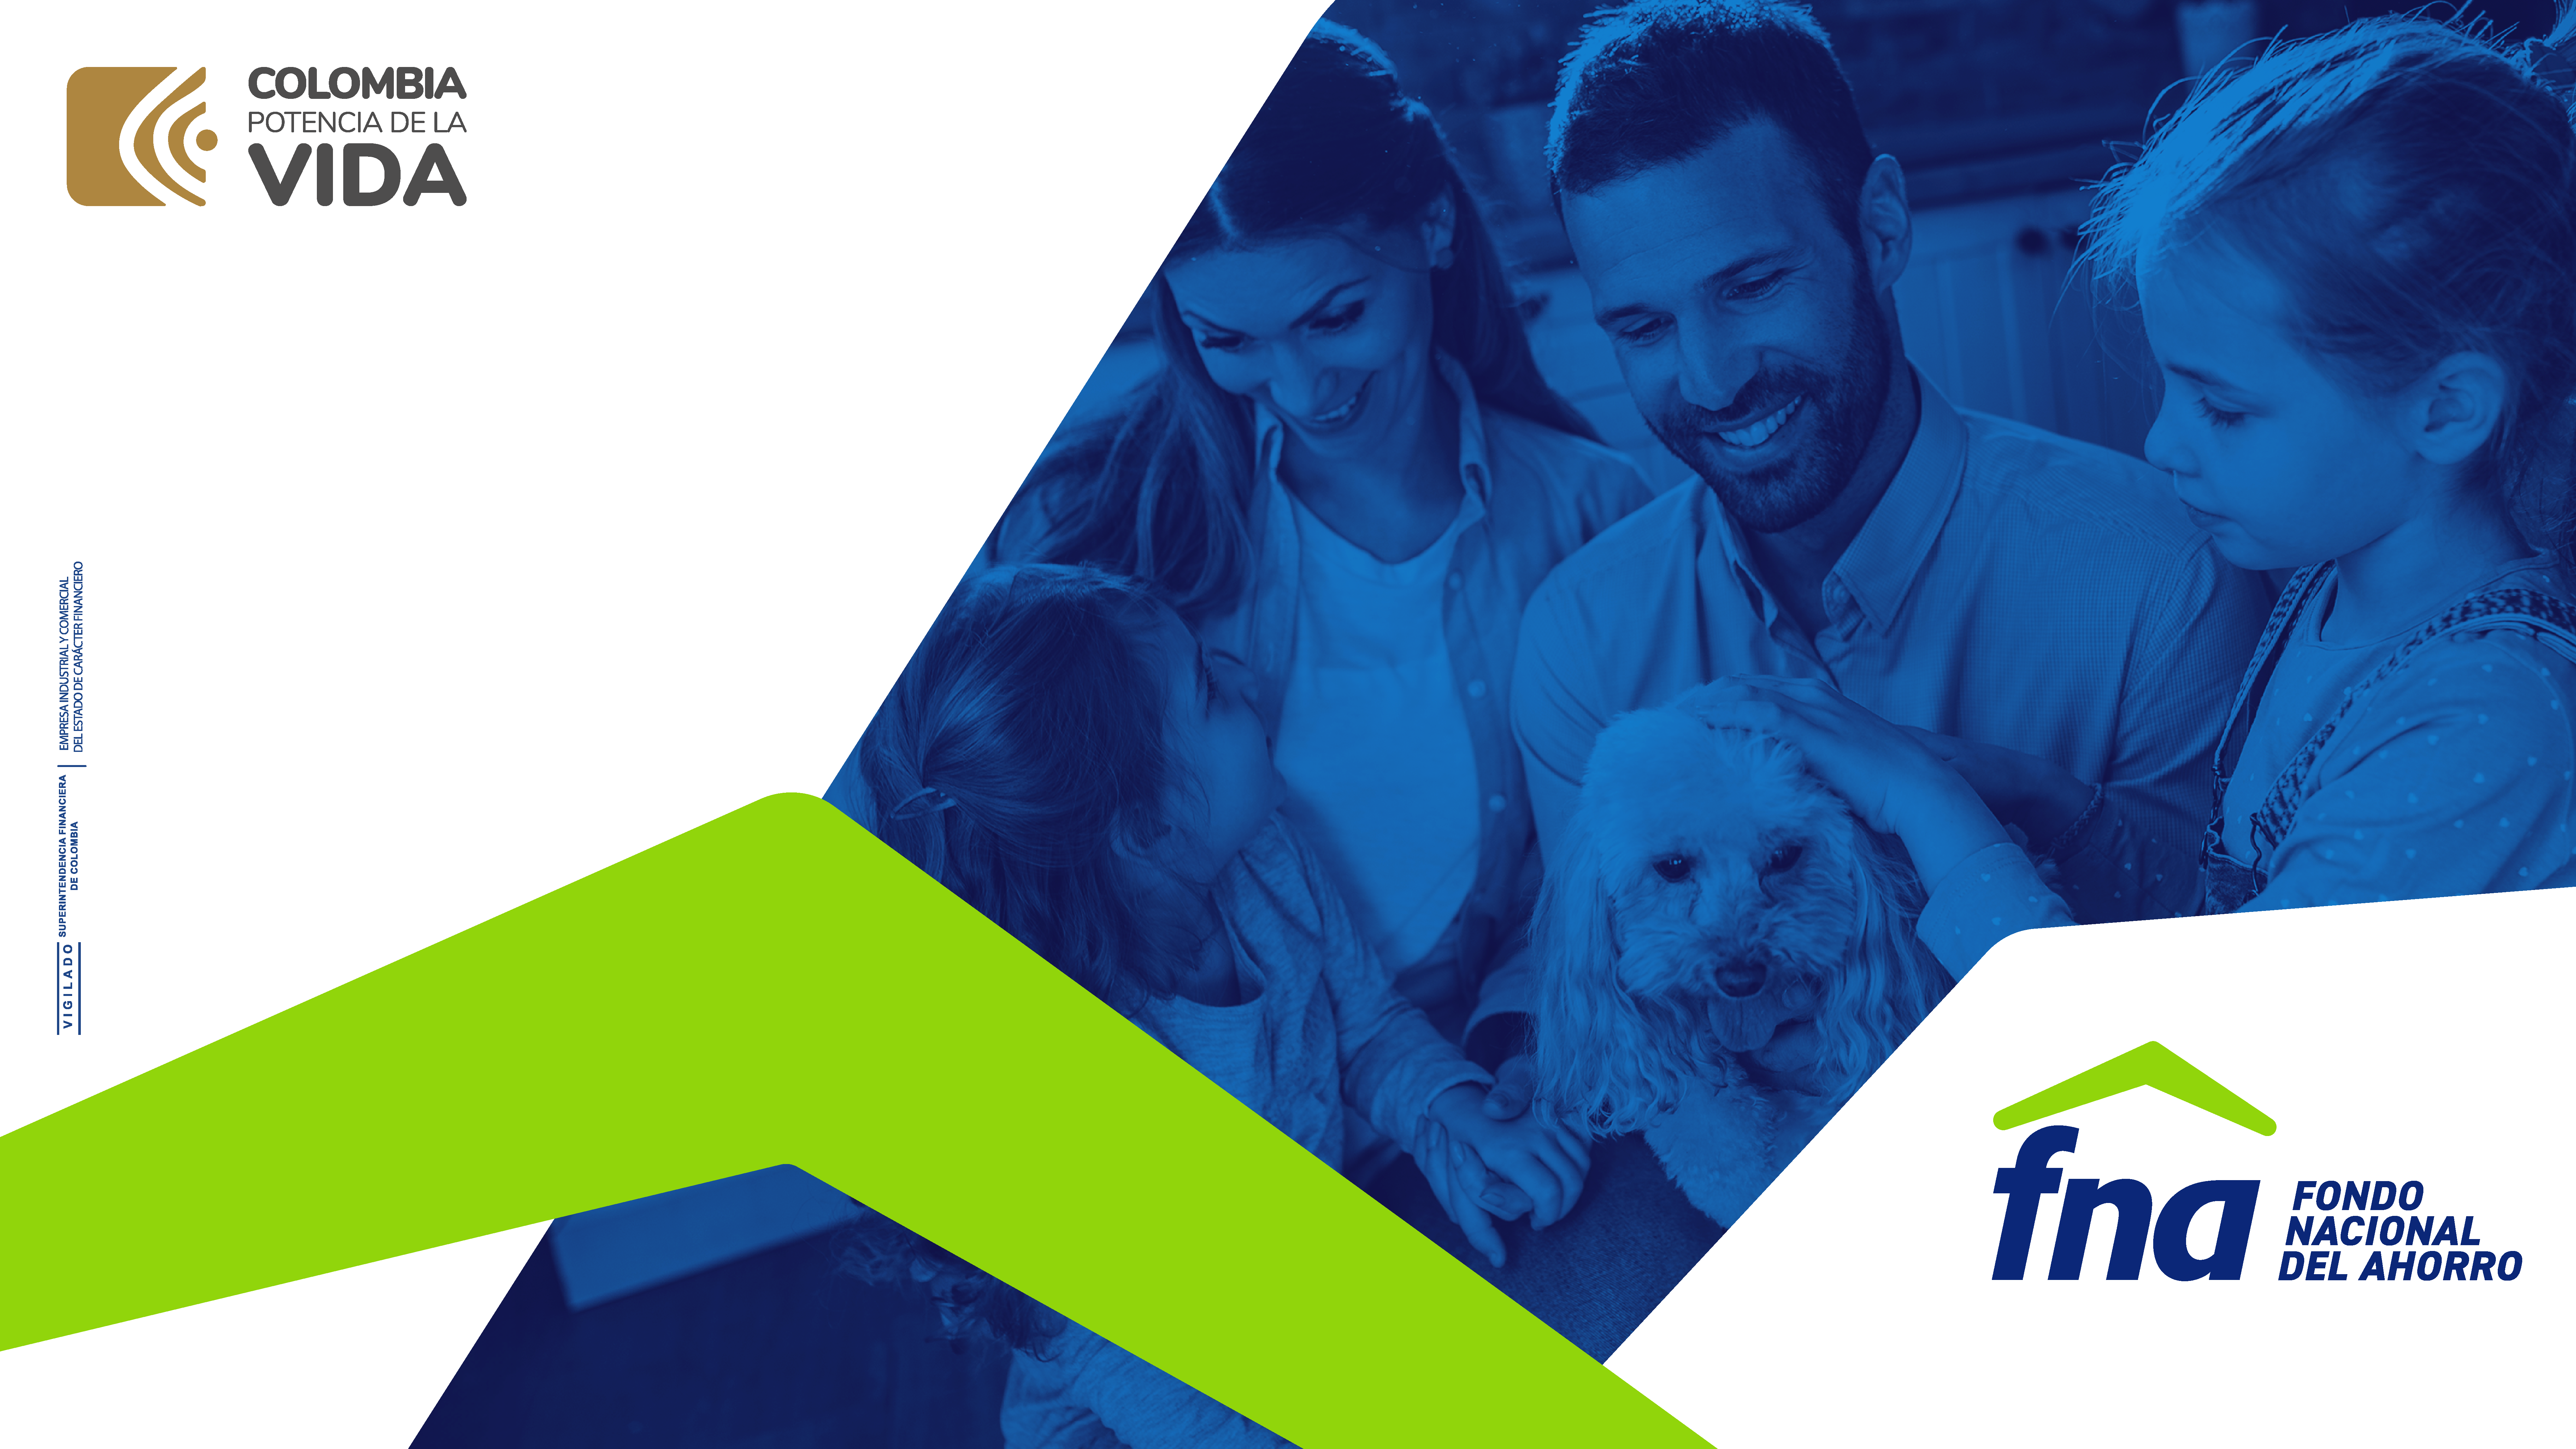 COLOMBIA
POTENCIA DE LA
VIDA
EMPRESA INDUSTRIAL Y COMERCIAL
DEL ESTADO DE CARÁCTER FINANCIERO
SUPERINTENDENCIA FINANCIERA
DE COLOMBIA
VIGILADO
fna
FONDO
NACIONAL
DEL AHORRO